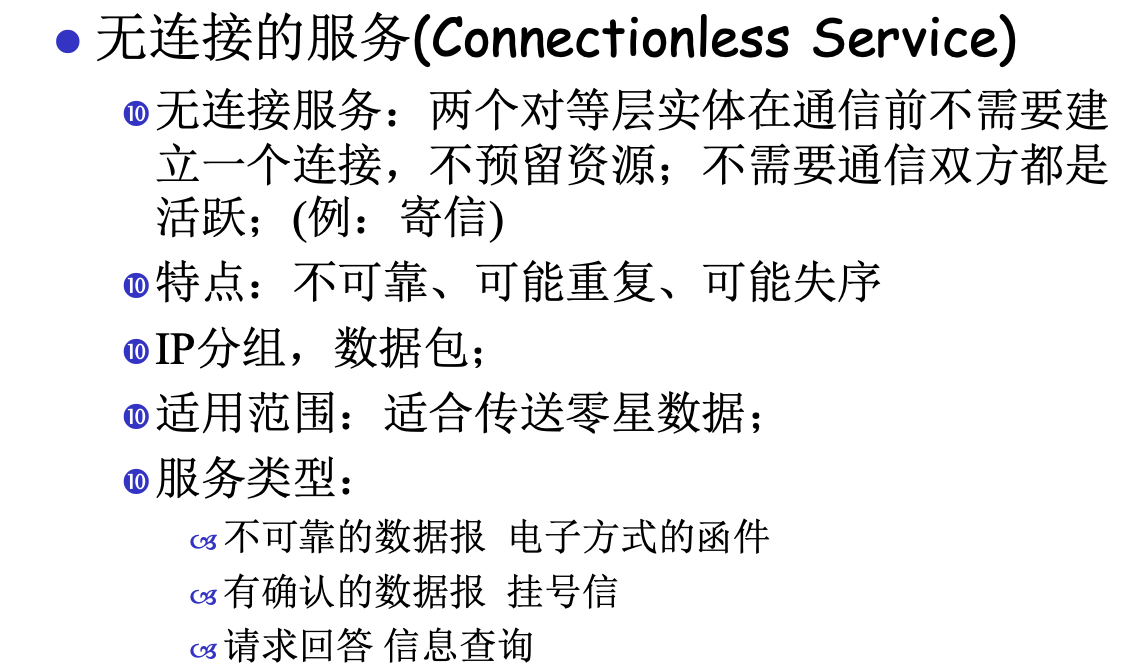 无连接的服务(Connectionless Service)
无连接服务：两个对等层实体在通信前不需要建
立一个连接，不预留资源；不需要通信双方都是
活跃；(例：寄信)
特点：不可靠、可能重复、可能失序
IP分组，数据包；
适用范围：适合传送零星数据；
服务类型：
不可靠的数据报 电子方式的函件
有确认的数据报 挂号信
请求回答 信息查询